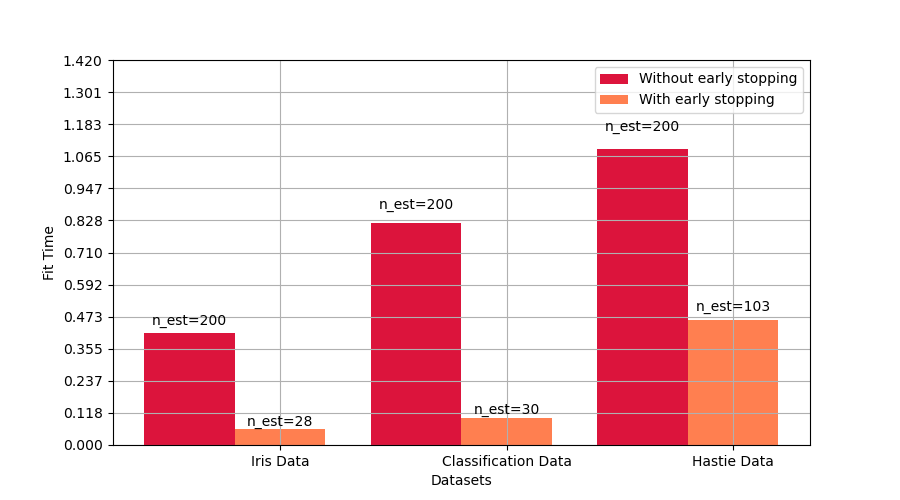 1.420
1.301
1.183
1.065
0.947
0.828
0.710
0.592
0.473
0.355
0.237
0.118
0.000
Fit Time
Without early stopping
With early stopping
n_est=200
n_est=28
n_est=200
n_est=30
n_est=200
n_est=103
Iris Data
Classification Data
Hastie Data
Datasets